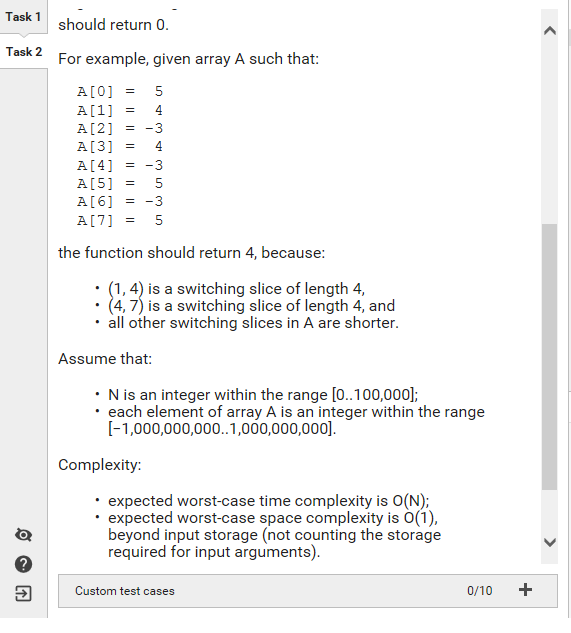 Task 1
Task 2
should return 0.
For example, given array A such that:
A[0] = 5
A[1] = 4
A[2] = -3
A[3] = 4
A[4] = -3
A[5] = 5
A[6] = -3
A[7] = 5
the function should return 4, because:
• (1, 4) is a switching slice of length 4,
• (4, 7) is a switching slice of length 4, and
• all other switching slices in A are shorter.
Assume that:
• N is an integer within the range [0..100,000];
• each element of array A is an integer within the range
[−1,000,000,000..1,000,000,000].
Complexity:
• expected worst-case time complexity is O(N);
• expected worst-case space complexity is O(1),
beyond input storage (not counting the storage
required for input arguments).
Custom test cases 0/10 +